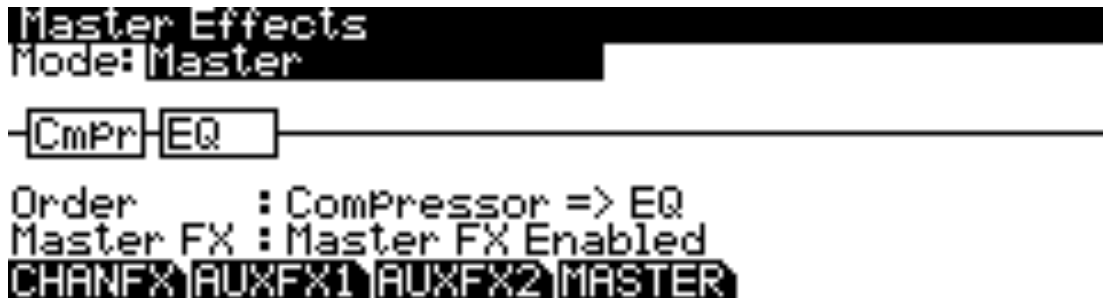 Master Effects
Mode:Master
Cmpr EQ
Order : Compressor => EQ
Master FX : Master FX Enabled
CHANFX AUXFX1 AUXFX2 MASTER